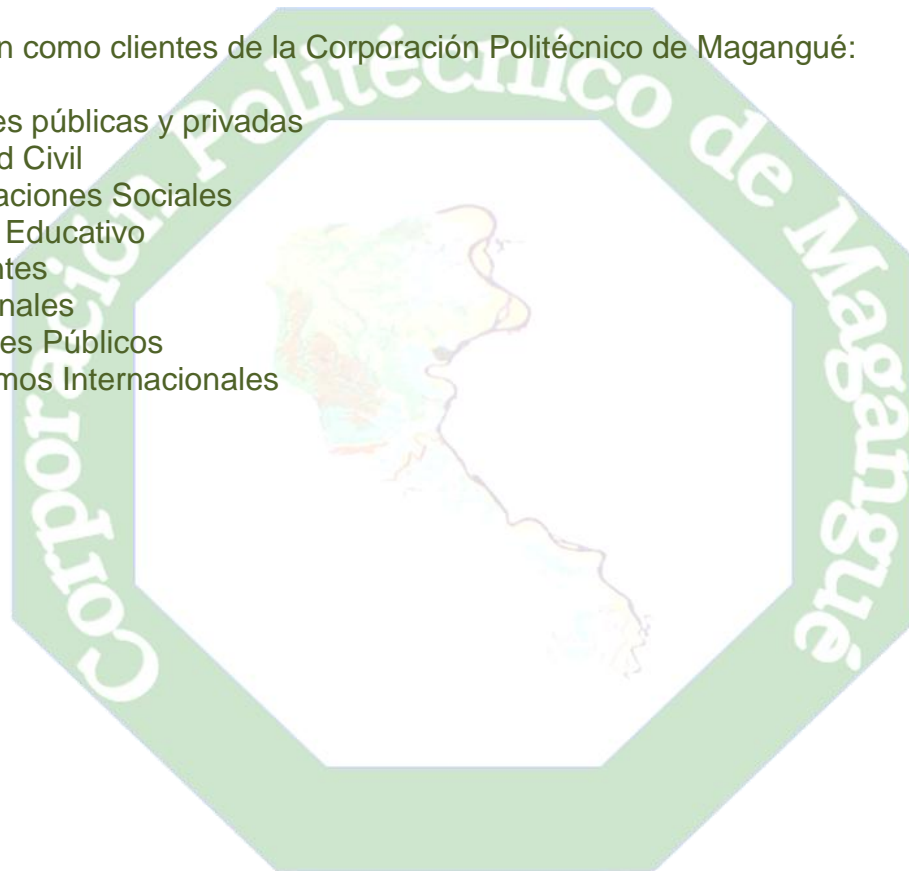 n como clientes de la Corporación Politécnico de Magangué:
es públicas y privadas
d Civil
aciones Sociales
Educativo
ntes
nales
es Públicos
mos Internacionales
Corporación Politécnico de Magangué